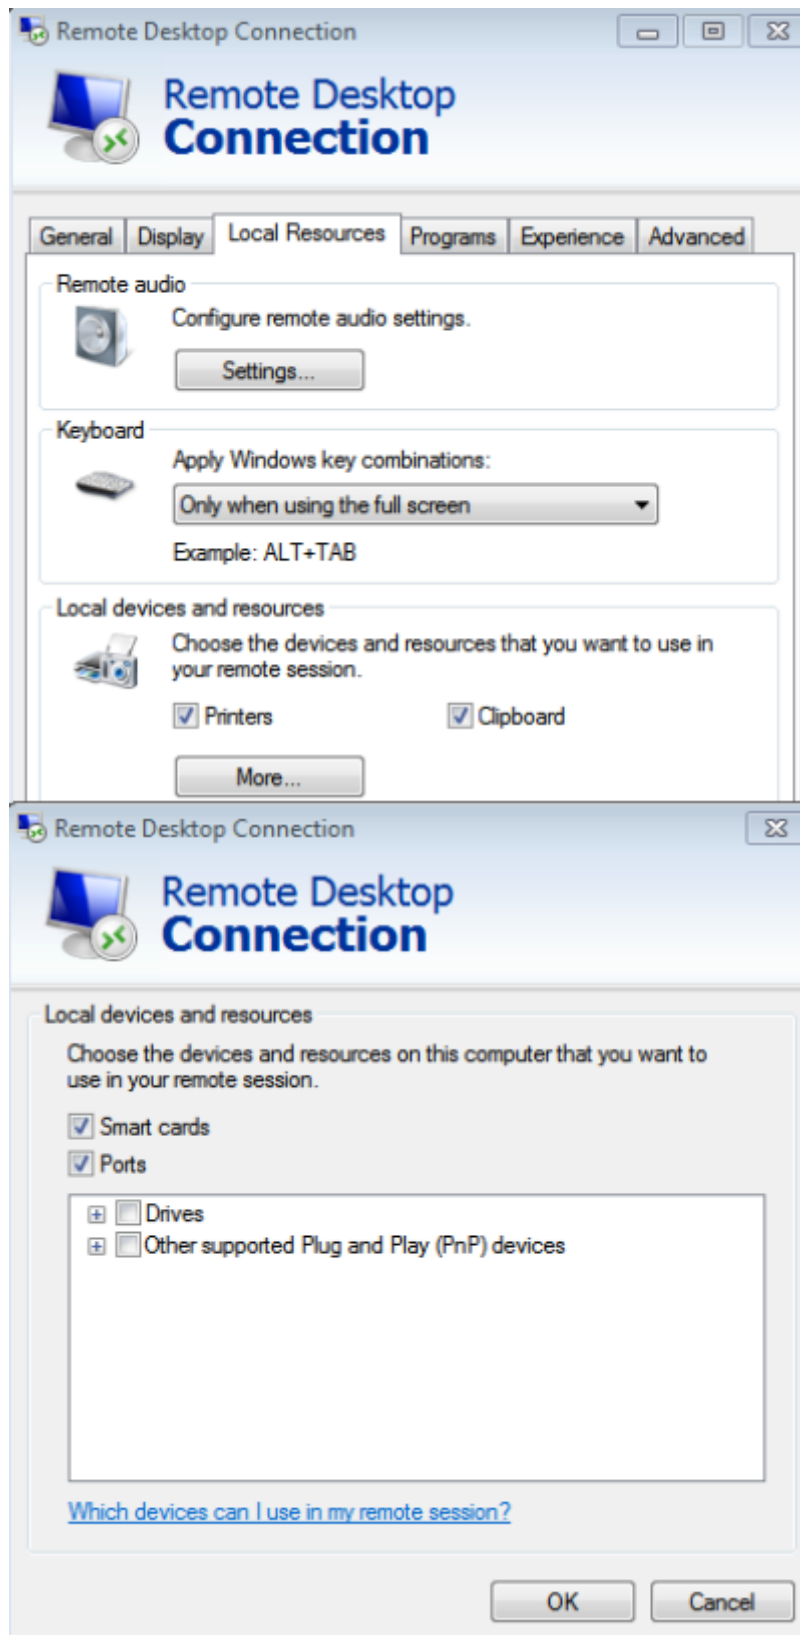 Remote Desktop Connection
Remote Desktop
Connection
General Display Local Resources Programs Experience Advanced
Remote audio
Configure remote audio settings.
Settings...
Keyboard
Apply Windows key combinations:
Only when using the full screen
Example: ALT+TAB
Local devices and resources
Choose the devices and resources that you want to use in
your remote session.
Printers Clipboard
More...
Remote Desktop Connection
Remote Desktop
Connection
Local devices and resources
Choose the devices and resources on this computer that you want to
use in your remote session.
Smart cards
Ports
Drives
Other supported Plug and Play (PnP) devices
Which devices can I use in my remote session?
OK Cancel